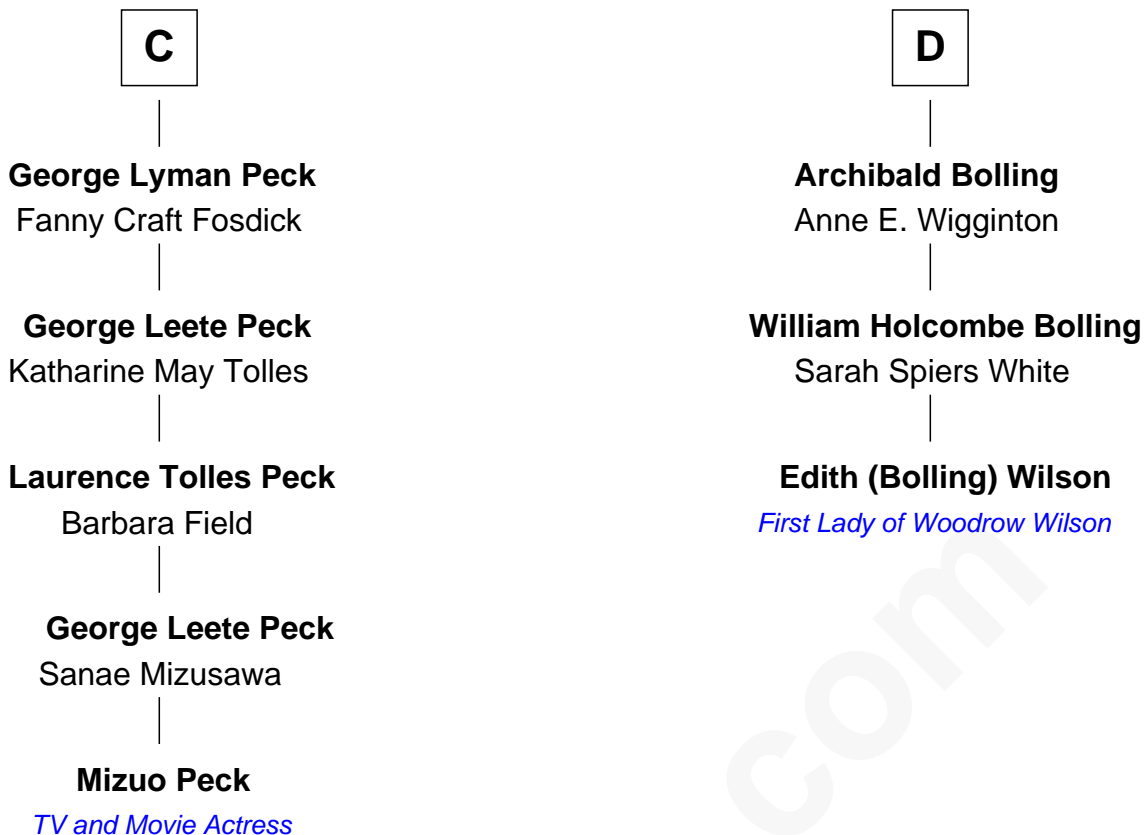 C
George Lyman Peck
Fanny Craft Fosdick
George Leete Peck
Katharine May Tolles
Laurence Tolles Peck
Barbara Field
George Leete Peck
Sanae Mizusawa
Mizuo Peck
TV and Movie Actress
D
Archibald Bolling
Anne E. Wigginton
William Holcombe Bolling
Sarah Spiers White
Edith (Bolling) Wilson
First Lady of Woodrow Wilson
com